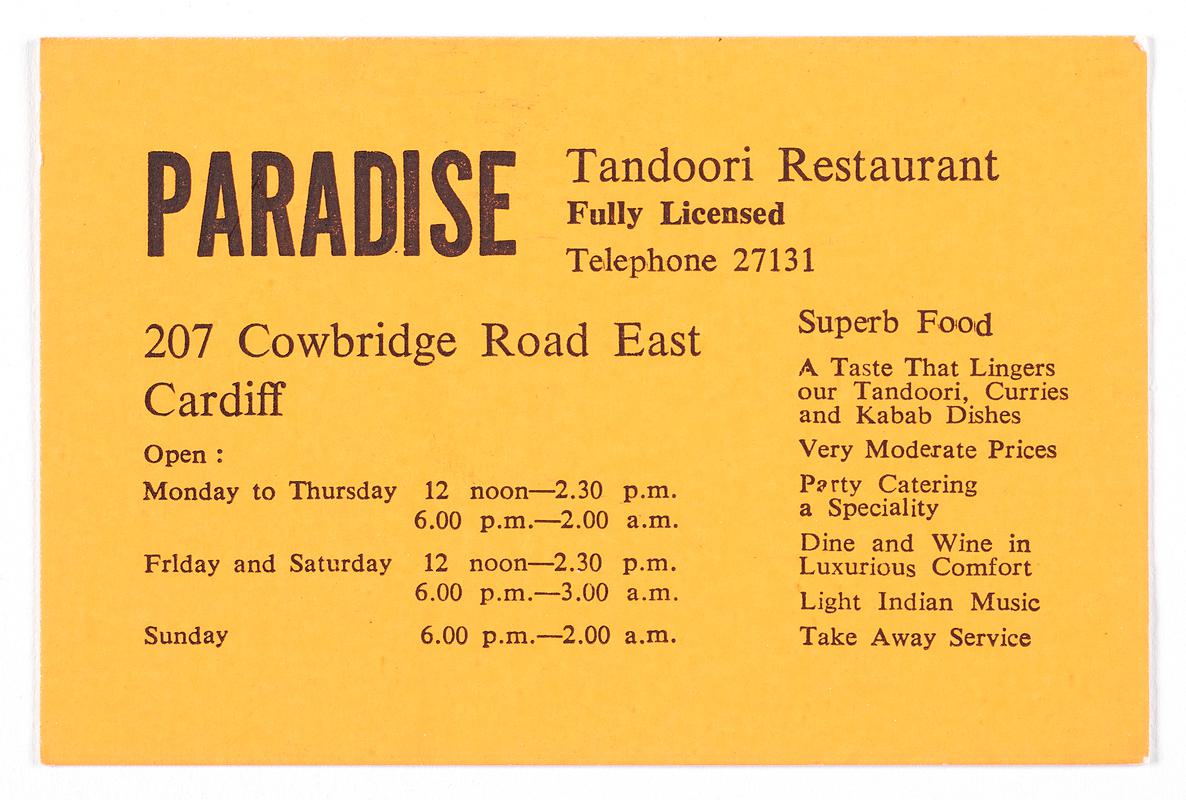 PARADISE
Tandoori Restaurant
Fully Licensed
Telephone 27131
207 Cowbridge Road East
Cardiff
Open :
Monday to Thursday 12 noon—2.30 p.m.
6.00 p.m.—2.00 a.m.
Friday and Saturday 12 noon—2.30 p.m.
6.00 p.m.—3.00 a.m.
Sunday 6.00 p.m.—2.00 a.m.
Superb Food
A Taste That Lingers
our Tandoori, Curries
and Kabab Dishes
Very Moderate Prices
Party Catering
a Speciality
Dine and Wine in
Luxurious Comfort
Light Indian Music
Take Away Service